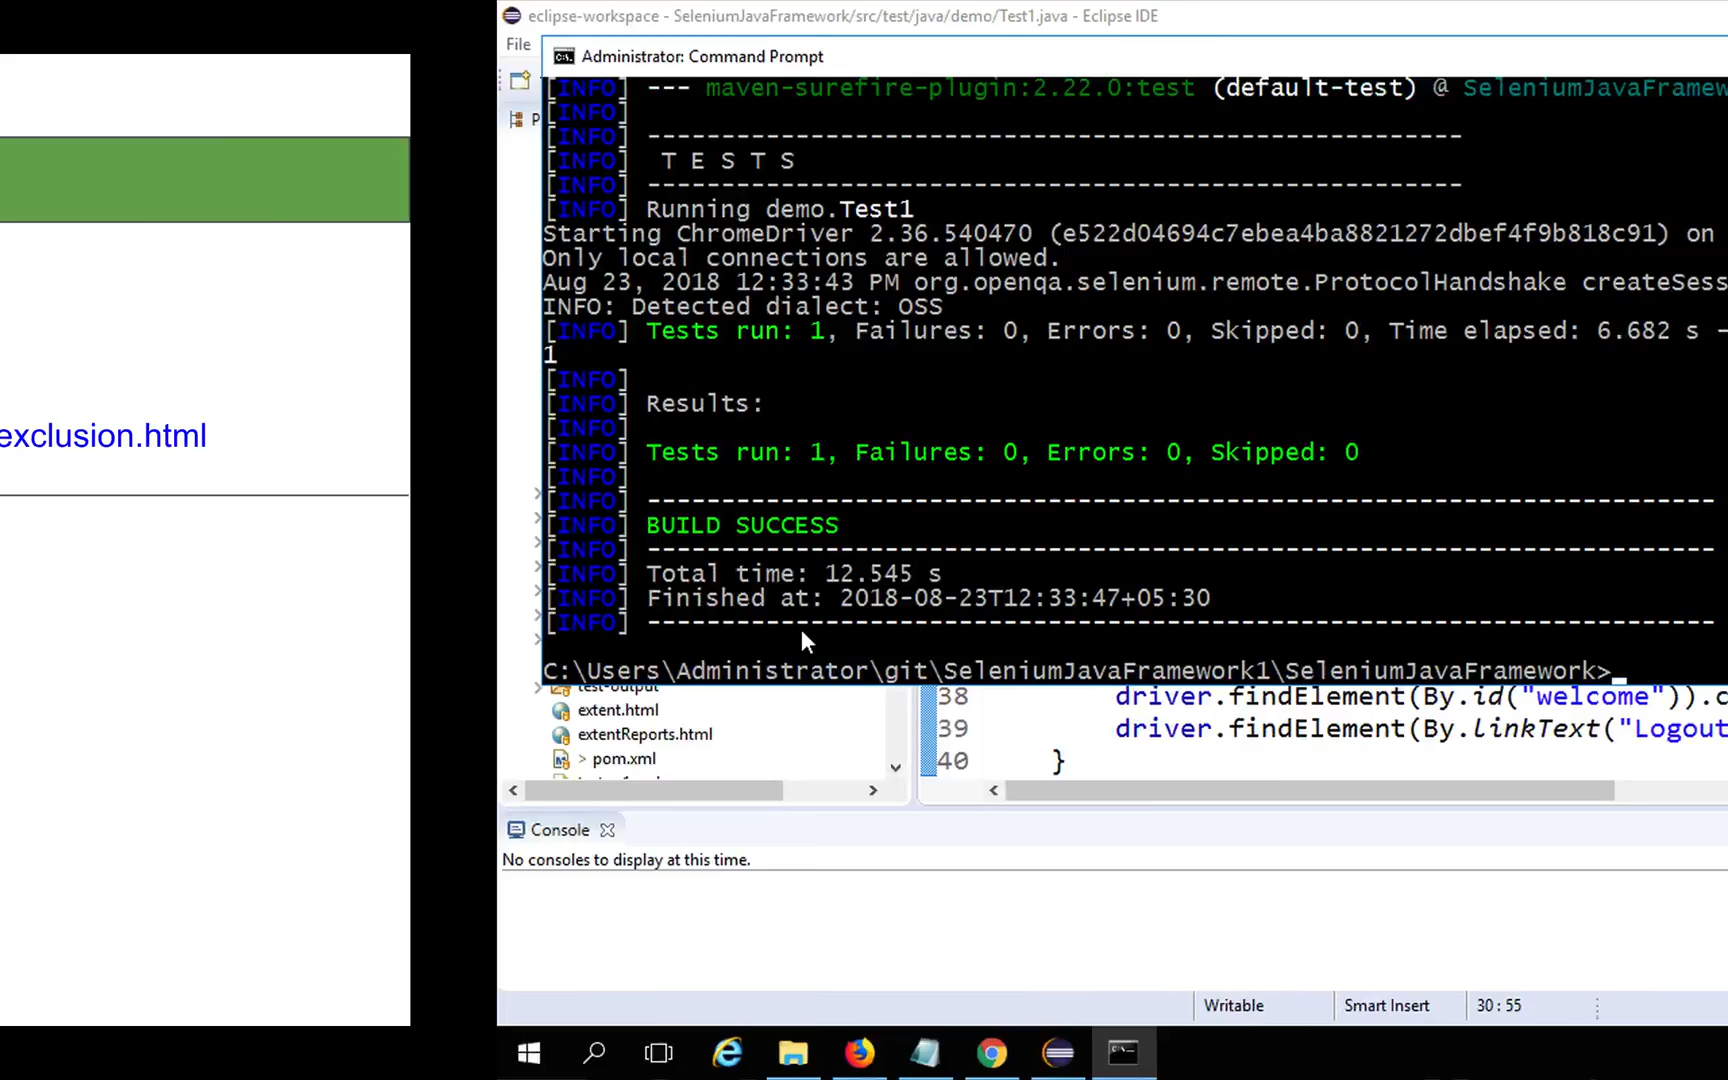 exclusion.html
eclipse-workspace - SeleniumJavaFramework/src/test/java/demo/Test1.java - Eclipse IDE
File
Administrator: Command Prompt
P
[INFO] --- maven-surefire-plugin:2.22.0:test (default-test) @ SeleniumJavaFramew
[INFO]
[INFO] -------------------------------------------------------
[INFO]  T E S T S
[INFO] -------------------------------------------------------
[INFO] Running demo.Test1
Starting ChromeDriver 2.36.540470 (e522d04694c7ebea4ba8821272dbef4f9b818c91) on
Only local connections are allowed.
Aug 23, 2018 12:33:43 PM org.openqa.selenium.remote.ProtocolHandshake createSess
INFO: Detected dialect: OSS
[INFO] Tests run: 1, Failures: 0, Errors: 0, Skipped: 0, Time elapsed: 6.682 s -
1
[INFO]
[INFO] Results:
[INFO]
[INFO] Tests run: 1, Failures: 0, Errors: 0, Skipped: 0
[INFO]
[INFO] ------------------------------------------------------------------------
[INFO] BUILD SUCCESS
[INFO] ------------------------------------------------------------------------
[INFO] Total time: 12.545 s
[INFO] Finished at: 2018-08-23T12:33:47+05:30
[INFO] ------------------------------------------------------------------------
C:\Users\Administrator\git\SeleniumJavaFramework1\SeleniumJavaFramework>_
test-output
extent.html
extentReports.html
> pom.xml
38 driver.findElement(By.id("welcome")).c
39 driver.findElement(By.linkText("Logout
40 }
Console
No consoles to display at this time.
Writable
Smart Insert
30 : 55